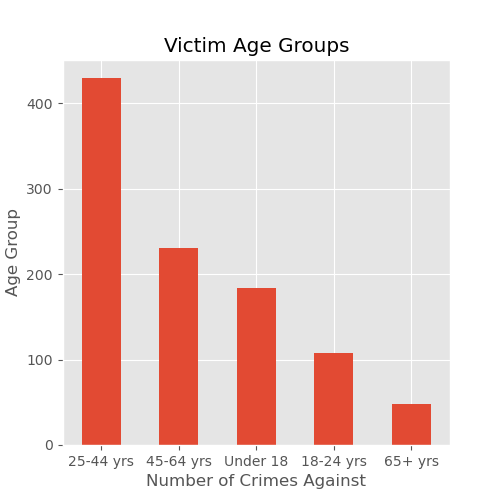 Victim Age Groups
400
300
200
100
0
Age Group
25-44 yrs 45-64 yrs Under 18 18-24 yrs 65+ yrs
Number of Crimes Against